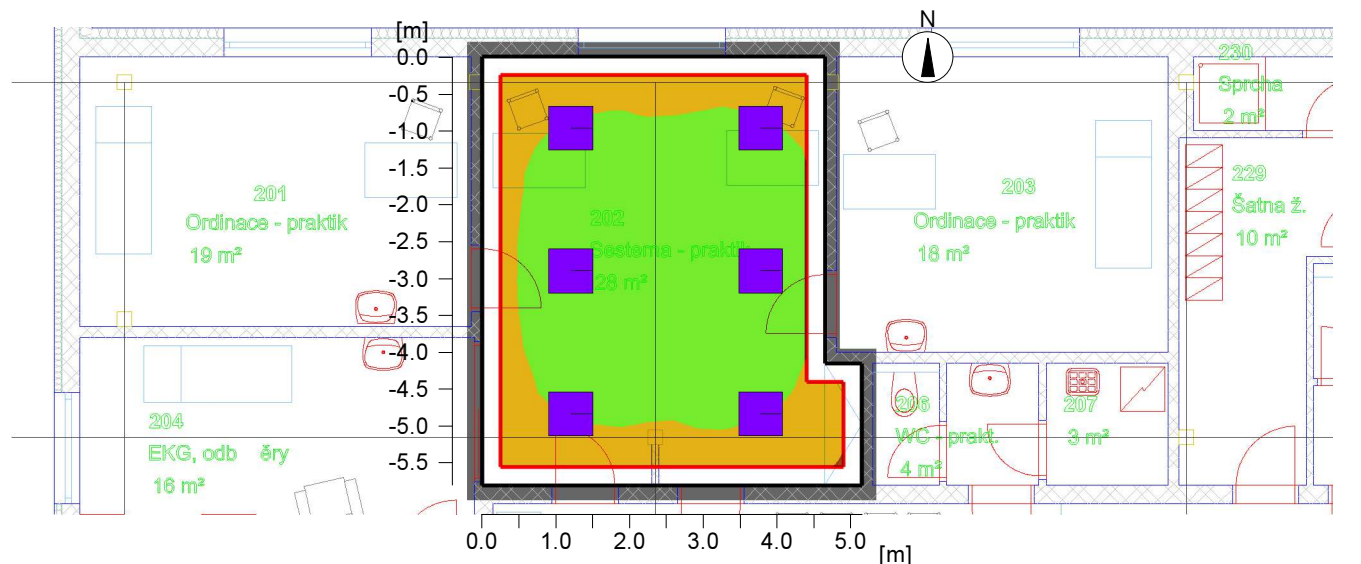 [m]
N
0.0
-0.5
-1.0
-1.5
-2.0
-2.5
-3.0
-3.5
-4.0
-4.5
-5.0
-5.5
201
Ordinace - praktik
19 m²
202
Sesterna - praktik
28 m²
203
Ordinace - praktik
18 m²
230
Sprcha
2 m²
229
Šatna ž.
10 m²
204
EKG, odb ěry
16 m²
206
WC - prakt.
4 m²
207
3 m²
0.0 1.0 2.0 3.0 4.0 5.0
[m]